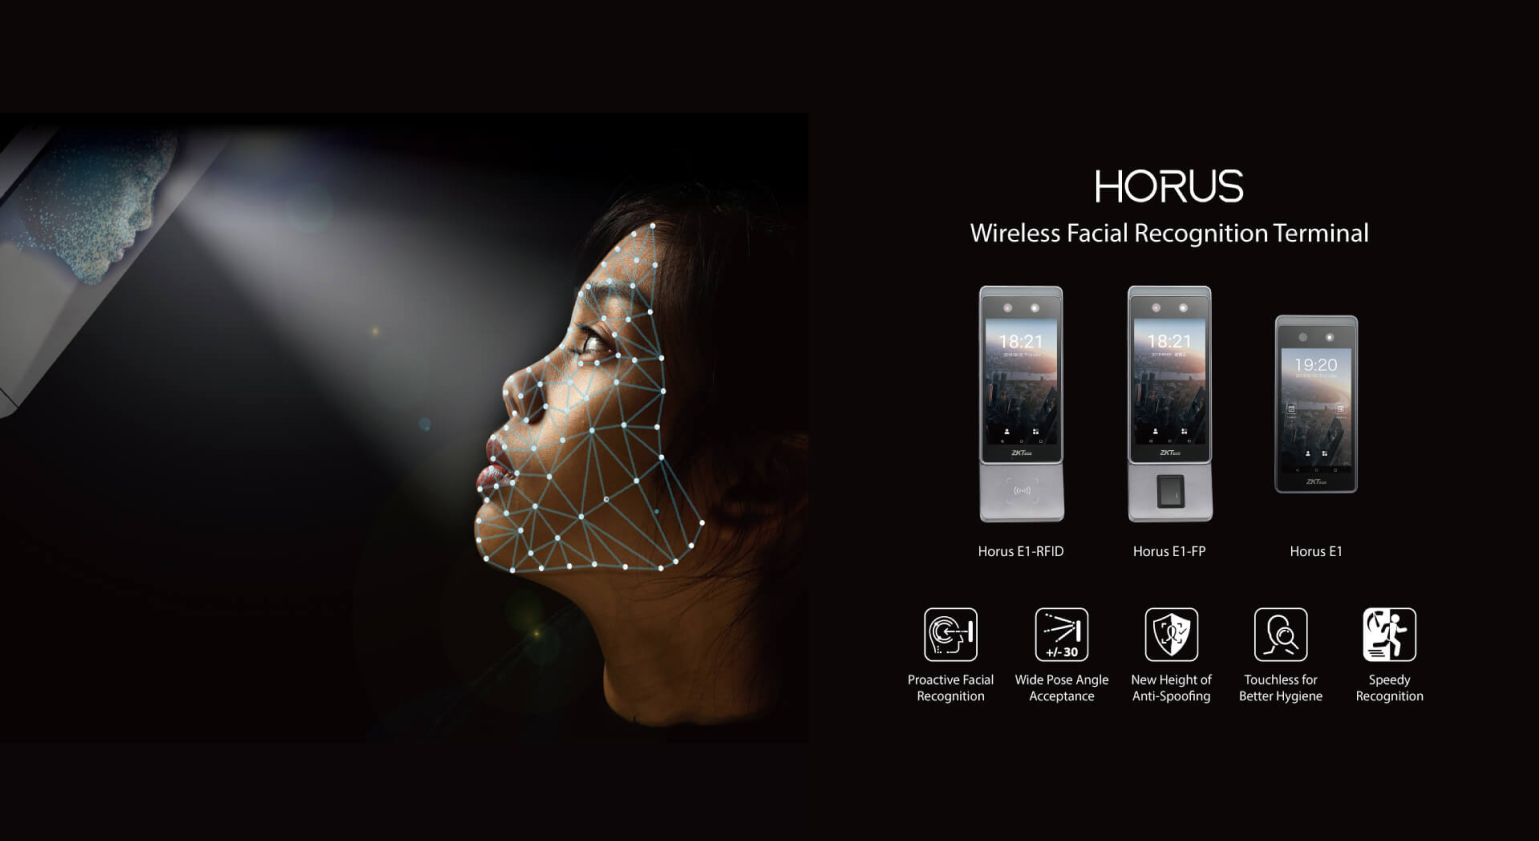 HORUS
Wireless Facial Recognition Terminal
18:21
18:21
19:20
ZKTeco
ZKTeco
ZKTeco
Horus E1-RFID
Horus E1-FP
Horus E1
+/- 30
Proactive Facial
Recognition
Wide Pose Angle
Acceptance
New Height of
Anti-Spoofing
Touchless for
Better Hygiene
Speedy
Recognition